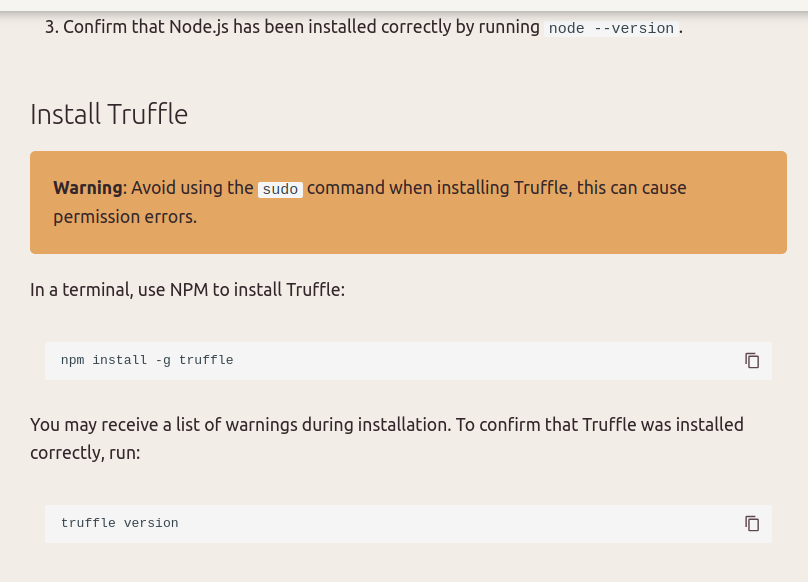 3. Confirm that Node.js has been installed correctly by running node --version.
Install Truffle
Warning: Avoid using the sudo command when installing Truffle, this can cause
permission errors.
In a terminal, use NPM to install Truffle:
npm install -g truffle
You may receive a list of warnings during installation. To confirm that Truffle was installed
correctly, run:
truffle version